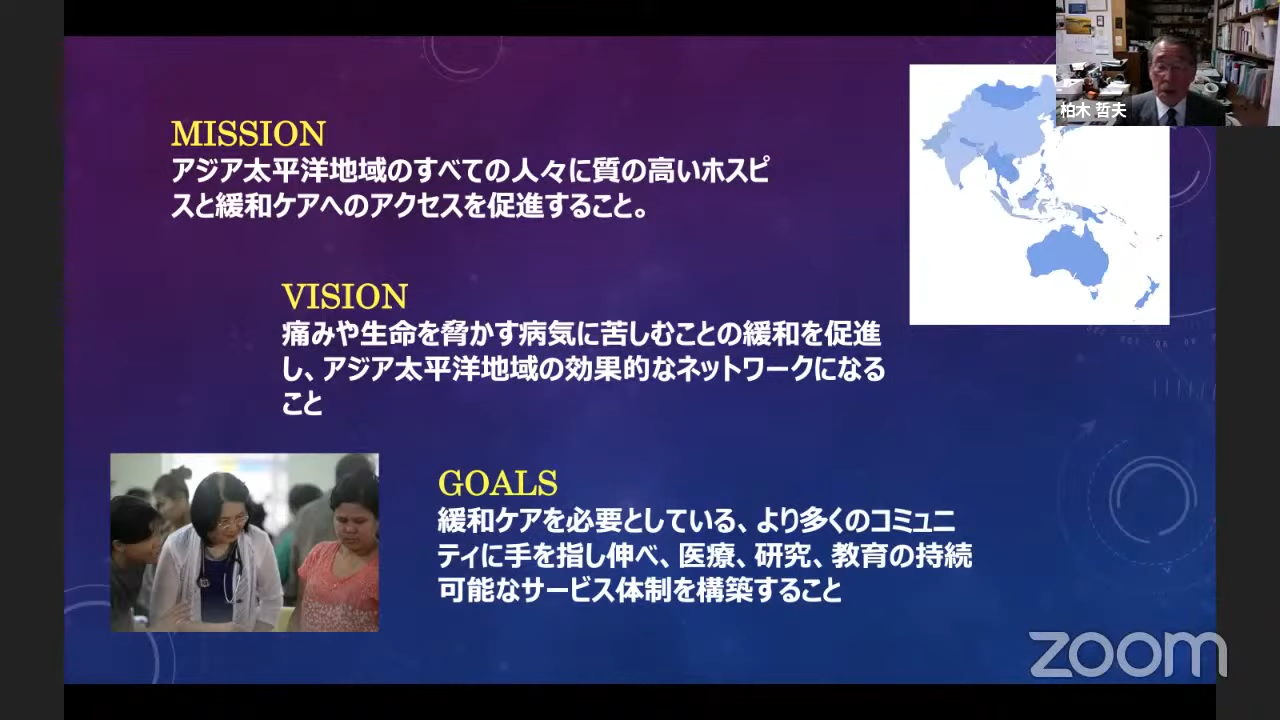 柏木 哲夫
MISSION
アジア太平洋地域のすべての人々に質の高いホスピ
スと緩和ケアへのアクセスを促進すること。
VISION
痛みや生命を脅かす病気に苦しむことの緩和を促進
し、アジア太平洋地域の効果的なネットワークになる
こと
GOALS
緩和ケアを必要としている、より多くのコミュニ
ティに手を指し伸べ、医療、研究、教育の持続
可能なサービス体制を構築すること
zoom